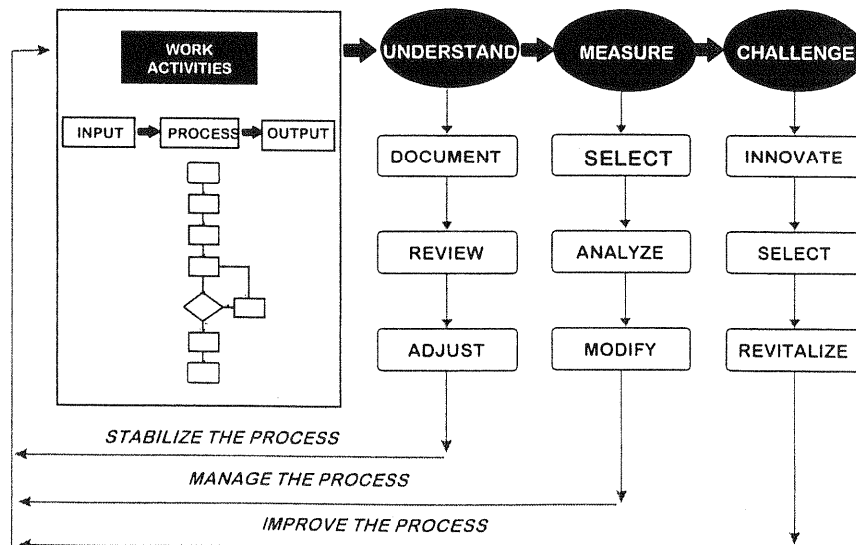 WORK
ACTIVITIES
UNDERSTAND
MEASURE
CHALLENGE
INPUT
PROCESS
OUTPUT
DOCUMENT
SELECT
INNOVATE
REVIEW
ANALYZE
SELECT
ADJUST
MODIFY
REVITALIZE
STABILIZE THE PROCESS
MANAGE THE PROCESS
IMPROVE THE PROCESS